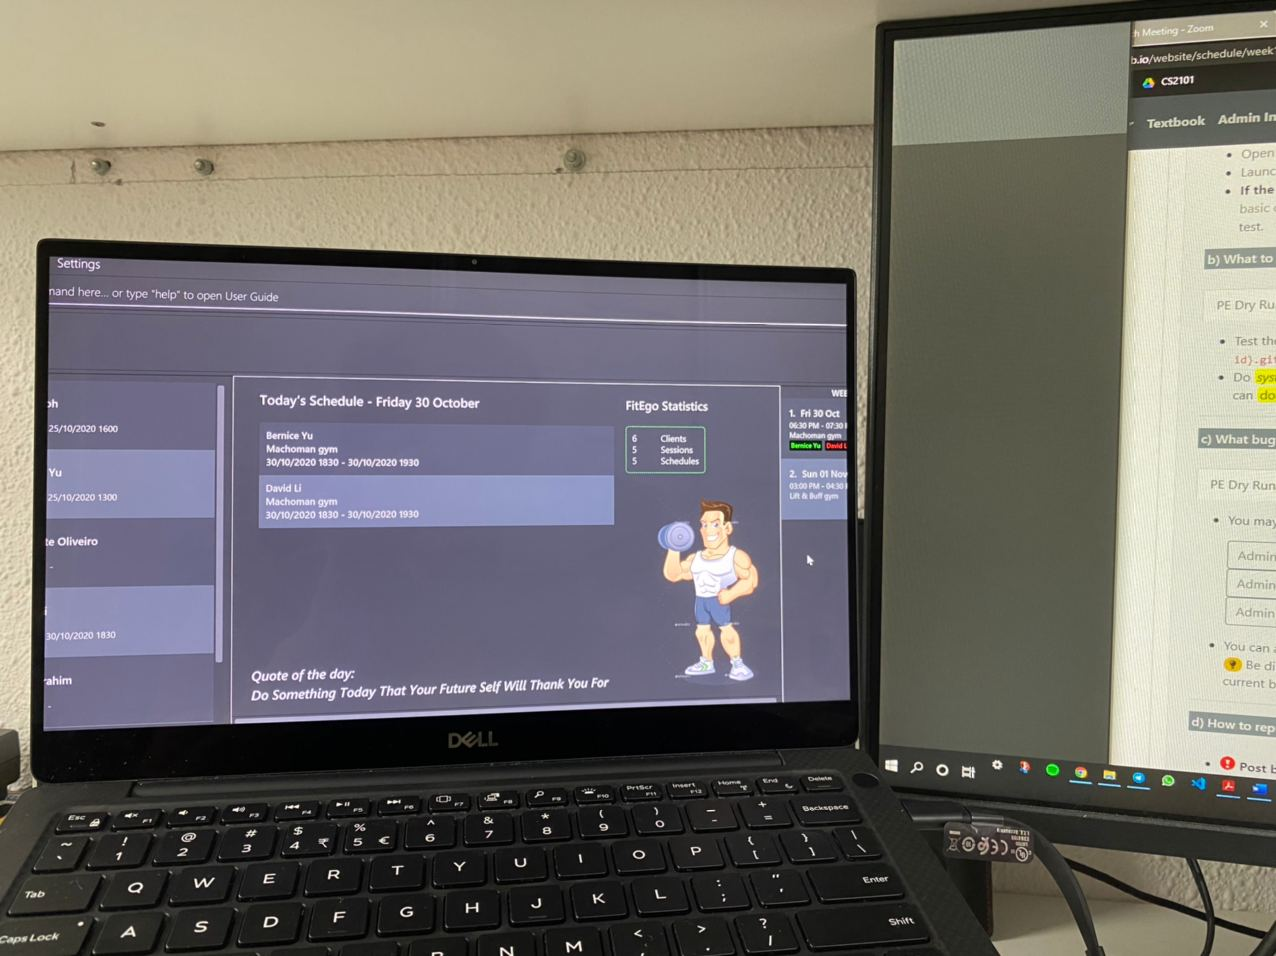 Settings
mand here... or type "help" to open User Guide
oh
25/10/2020 1600
Yu
25/10/2020 1300
te Oliveiro
-
i
30/10/2020 1830
rahim
-
Today's Schedule - Friday 30 October
Bernice Yu
Machoman gym
30/10/2020 1830 - 30/10/2020 1930
David Li
Machoman gym
30/10/2020 1830 - 30/10/2020 1930
FitEgo Statistics
6 Clients
5 Sessions
5 Schedules
Quote of the day:
Do Something Today That Your Future Self Will Thank You For
WEE
1. Fri 30 Oct
06:30 PM - 07:30
Machoman gym
Bernice Yu David L
2. Sun 01 Nov
03:00 PM - 04:30
Lift & Buff gym
DELL
Esc F1 F2 F3 F4 F5 F6 F7 F8 F9 F10 PrtScr F11 Insert F12 Home End Delete
~ ! 1 @ 2 # 3 $ 4 ₹ % 5 € ^ 6 & 7 * 8 ( 9 ) 0 _ - + = Backspace
Tab Q W E R T Y U I O P { [ } ] | \
Caps Lock A S D F G H J K L : ; " ' Enter
N M < , > . ? / Shift
h Meeting - Zoom
b.io/website/schedule/week
CS2101
Textbook Admin In
Open
Launc
If the
basic
test.
b) What to
PE Dry Ru
Test the
id}.git
Do sys
can do
c) What bug
PE Dry Run
You may
Admin
Admin
Admin
You can a
Be di
current b
d) How to rep
Post b